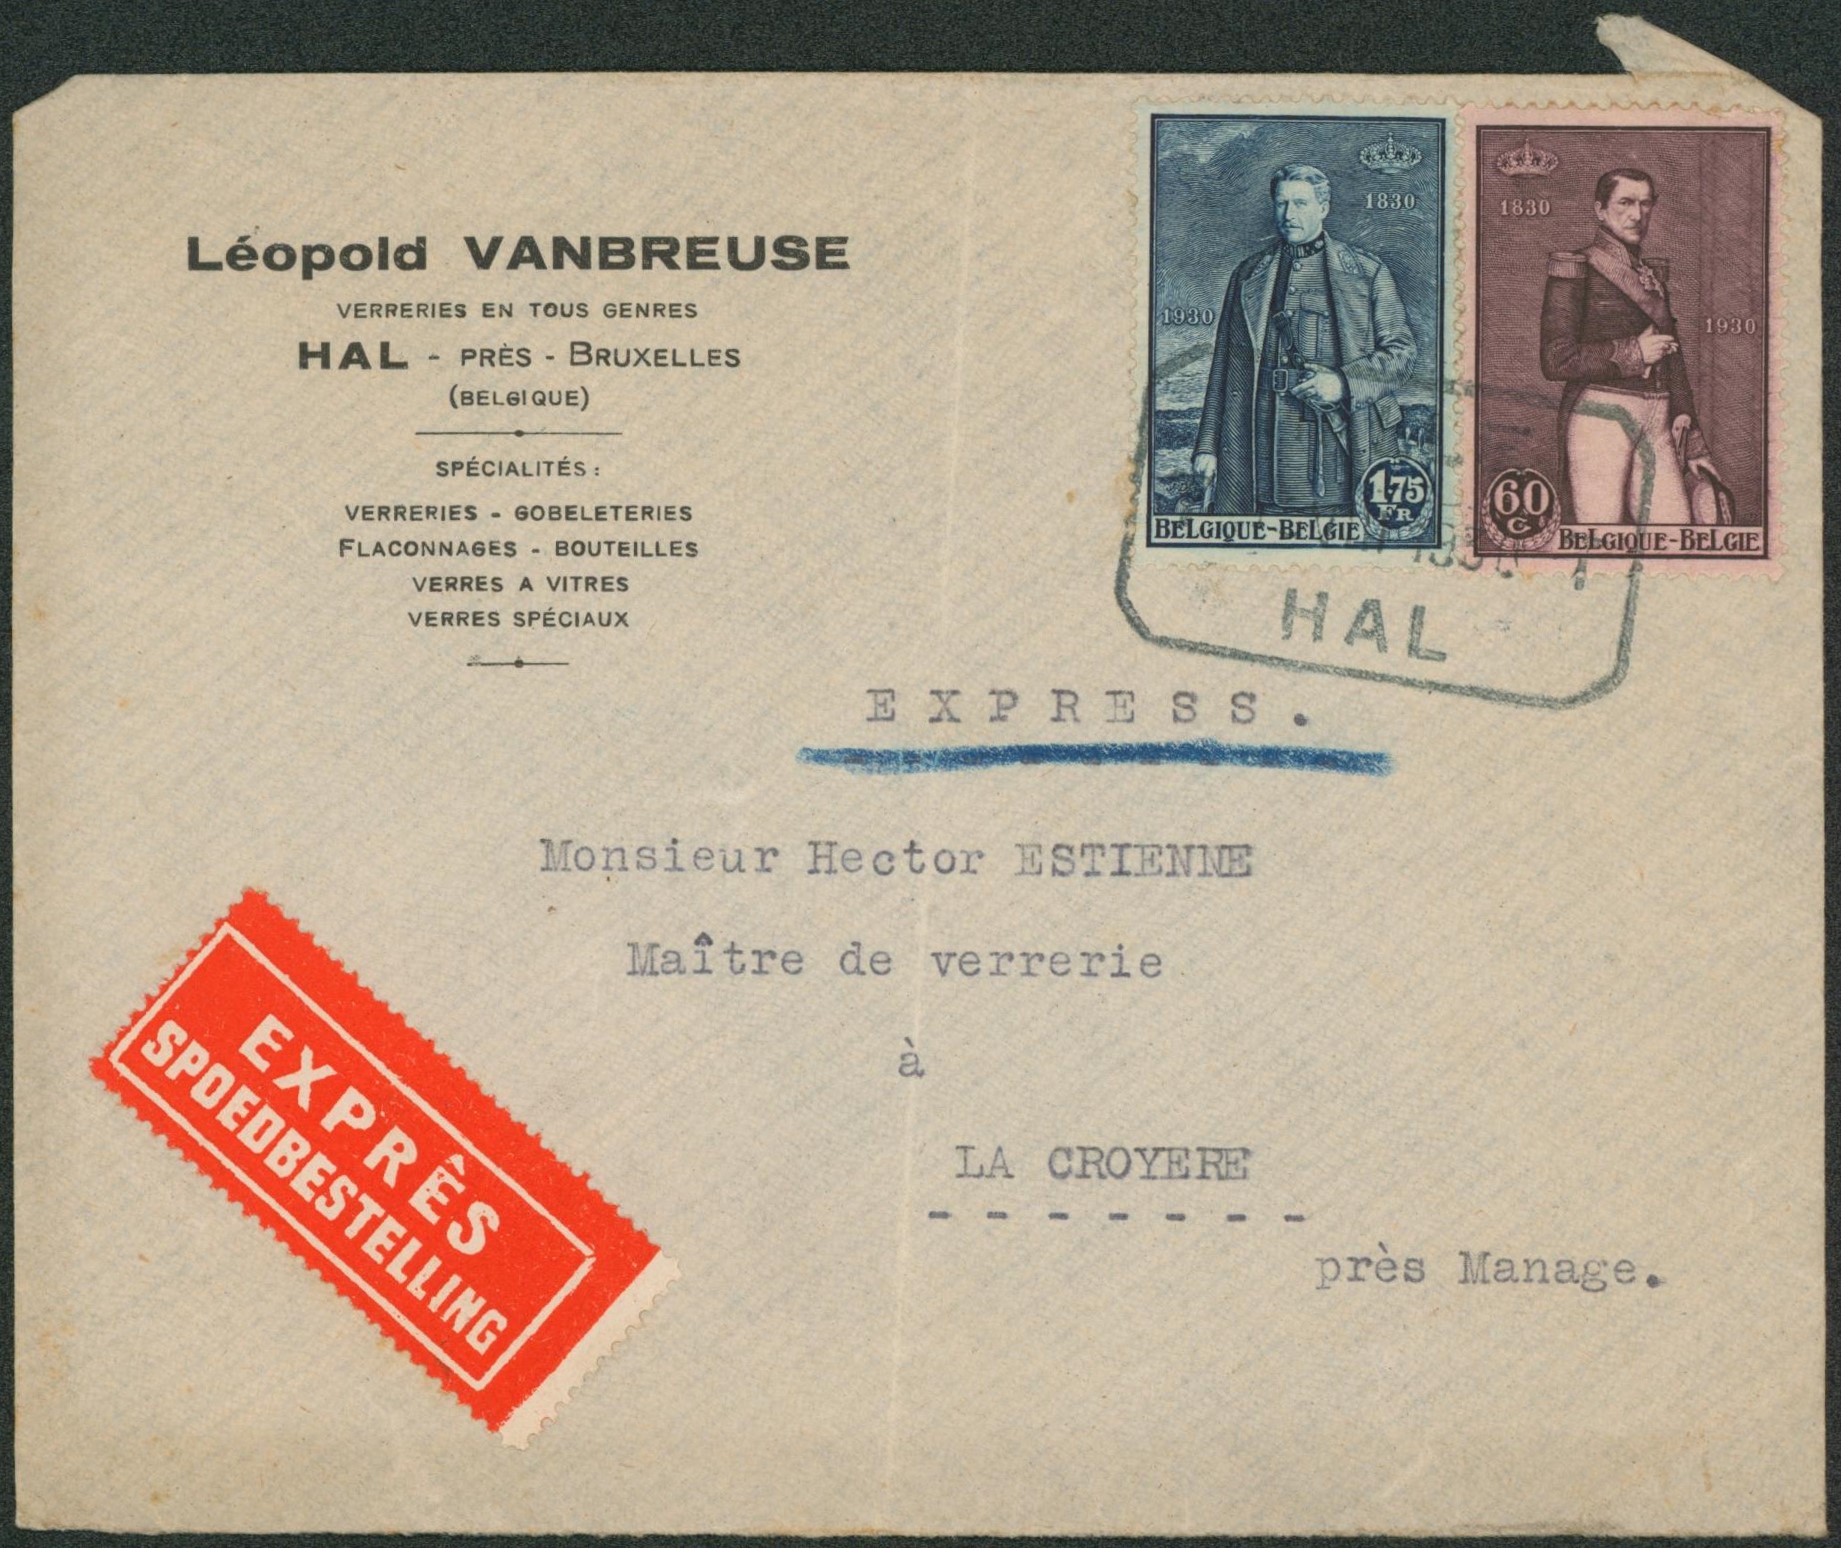 Léopold VANBREUSE
VERRERIES EN TOUS GENRES
HAL - PRÈS - BRUXELLES
(BELGIQUE)
SPÉCIALITÉS :
VERRERIES - GOBELETERIES
FLACONNAGES - BOUTEILLES
VERRES A VITRES
VERRES SPÉCIAUX
1830
1930
1.75
FR
BELGIQUE-BELGIE
1830
1930
60
C
BELGIQUE-BELGIE
HAL
EXPRESS.
Monsieur Hector ESTIENNE
Maître de verrerie
à
LA CROYERE
- - - - - - -
près Manage.
EXPRÊS
SPOEDBESTELLING